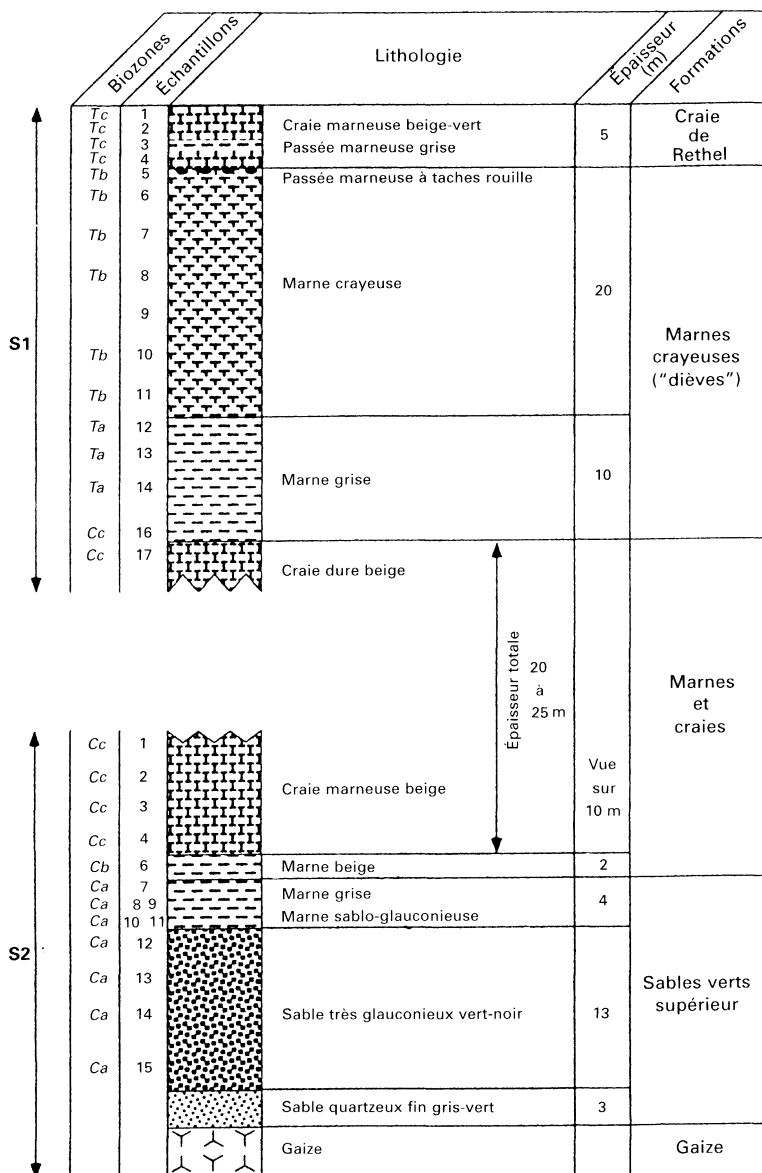 Biozones
Échantillons
Lithologie
Épaisseur
(m)
Formations
S1
Tc 1
Tc 2
Tc 3
Tc 4
Tb 5
Tb 6
Tb 7
Tb 8
9
Tb 10
Tb 11
Ta 12
Ta 13
Ta 14
Cc 16
Cc 17
Craie marneuse beige-vert
Passée marneuse grise
5
Craie
de
Rethel
Passée marneuse à taches rouille
Marne crayeuse
20
Marnes
crayeuses
(“dièves”)
Marne grise
10
Craie dure beige
Épaisseur totale
20
à
25 m
Marnes
et
craies
S2
Cc 1
Cc 2
Cc 3
Cc 4
Cb 6
Ca 7
Ca 8 9
Ca 10 11
Ca 12
Ca 13
Ca 14
Ca 15
Craie marneuse beige
Vue
sur
10 m
Marne beige
2
Marne grise
Marne sablo-glauconieuse
4
Sable très glauconieux vert-noir
13
Sables verts
supérieur
Sable quartzeux fin gris-vert
3
Gaize
Gaize